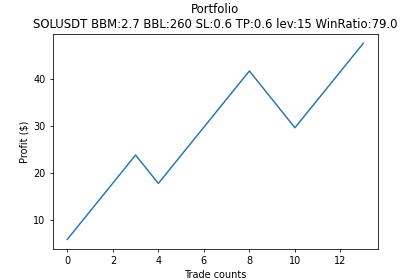 Portfolio
SOLUSDT BBM:2.7 BBL:260 SL:0.6 TP:0.6 lev:15 WinRatio:79.0
40
30
20
10
Profit ($)
0 2 4 6 8 10 12
Trade counts